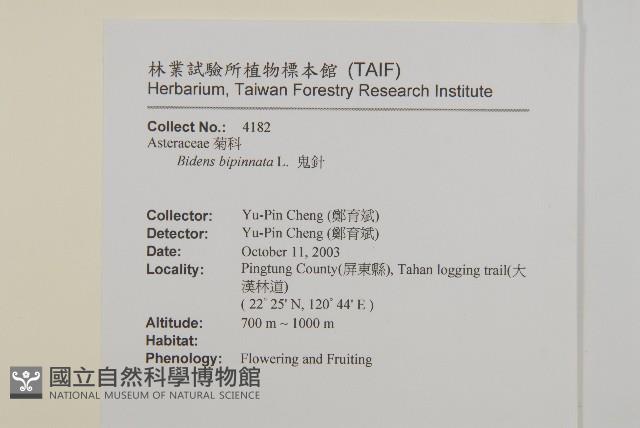 林業試驗所植物標本館 (TAIF)
Herbarium, Taiwan Forestry Research Institute
Collect No.: 4182
Asteraceae 菊科
Bidens bipinnata L. 鬼針
Collector: Yu-Pin Cheng (鄭育斌)
Detector: Yu-Pin Cheng (鄭育斌)
Date: October 11, 2003
Locality: Pingtung County(屏東縣), Tahan logging trail(大
漢林道)
( 22° 25' N, 120° 44' E )
Altitude: 700 m ~ 1000 m
Habitat:
Phenology: Flowering and Fruiting
國立自然科學博物館
NATIONAL MUSEUM OF NATURAL SCIENCE